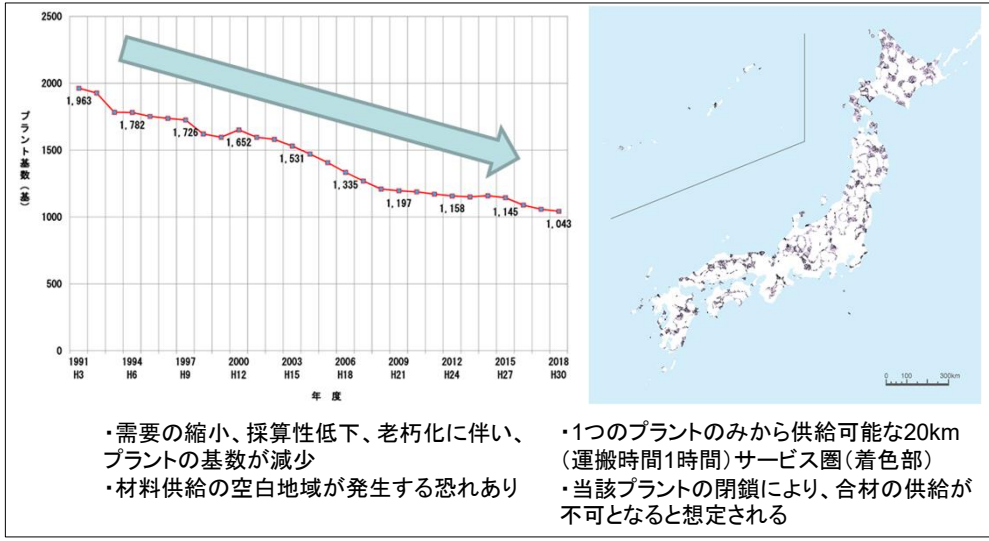 2500
2000
1500
1000
500
0
プラント基数(基)
1,963
1,782
1,726
1,652
1,531
1,335
1,197
1,158
1,145
1,043
1991 1994 1997 2000 2003 2006 2009 2012 2015 2018
H3 H6 H9 H12 H15 H18 H21 H24 H27 H30
年 度
0 100 300km
・需要の縮小、採算性低下、老朽化に伴い、
プラントの基数が減少
・材料供給の空白地域が発生する恐れあり
・1つのプラントのみから供給可能な20km
(運搬時間1時間)サービス圏(着色部)
・当該プラントの閉鎖により、合材の供給が
不可となると想定される